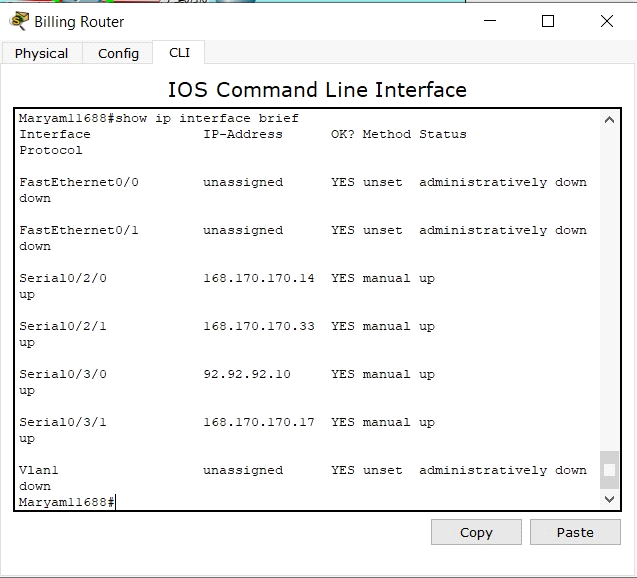 Billing Router
Physical Config CLI
IOS Command Line Interface
Maryam11688#show ip interface brief
Interface IP-Address OK? Method Status
Protocol
FastEthernet0/0 unassigned YES unset administratively down
down
FastEthernet0/1 unassigned YES unset administratively down
down
Serial0/2/0 168.170.170.14 YES manual up
up
Serial0/2/1 168.170.170.33 YES manual up
up
Serial0/3/0 92.92.92.10 YES manual up
up
Serial0/3/1 168.170.170.17 YES manual up
up
Vlan1 unassigned YES unset administratively down
down
Maryam11688#
Copy Paste